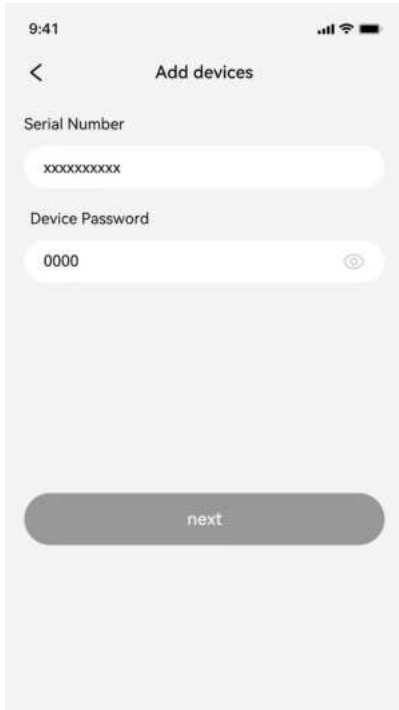 9:41
Add devices
Serial Number
xxxxxxxxxx
Device Password
0000
next